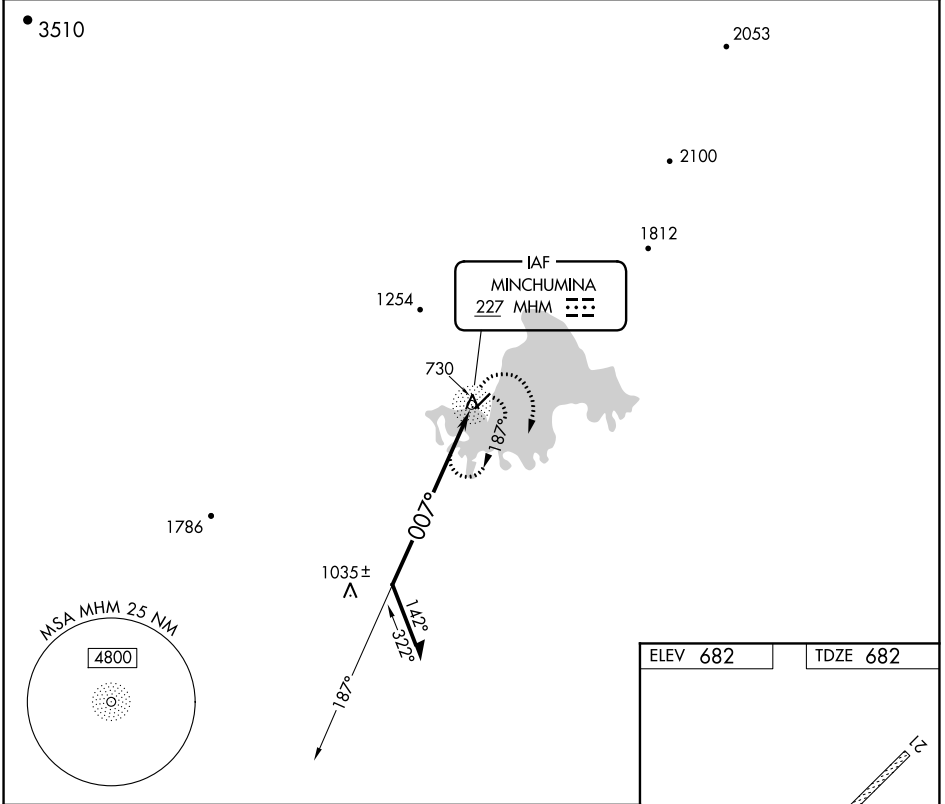 3510
2053
2100
1812
IAF
MINCHUMINA
227 MHM
1254
730
187°
007°
1786
1035±
142°
322°
187°
MSA MHM 25 NM
4800
ELEV 682
TDZE 682
21